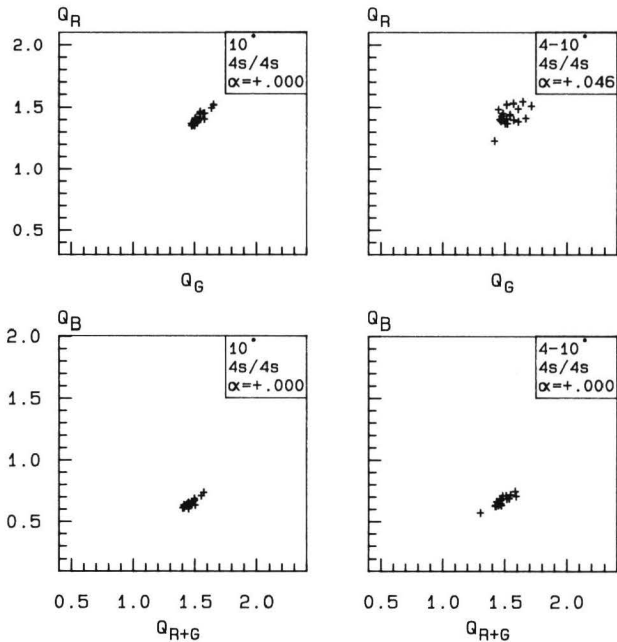 Q_R Q_R
2.0
10°
4s/4s
α=+.000
4-10°
4s/4s
α=+.046
1.5
1.0
0.5
Q_G Q_G
Q_B Q_B
2.0
10°
4s/4s
α=+.000
4-10°
4s/4s
α=+.000
1.5
1.0
0.5
0.5 1.0 1.5 2.0 0.5 1.0 1.5 2.0
Q_R+G Q_R+G